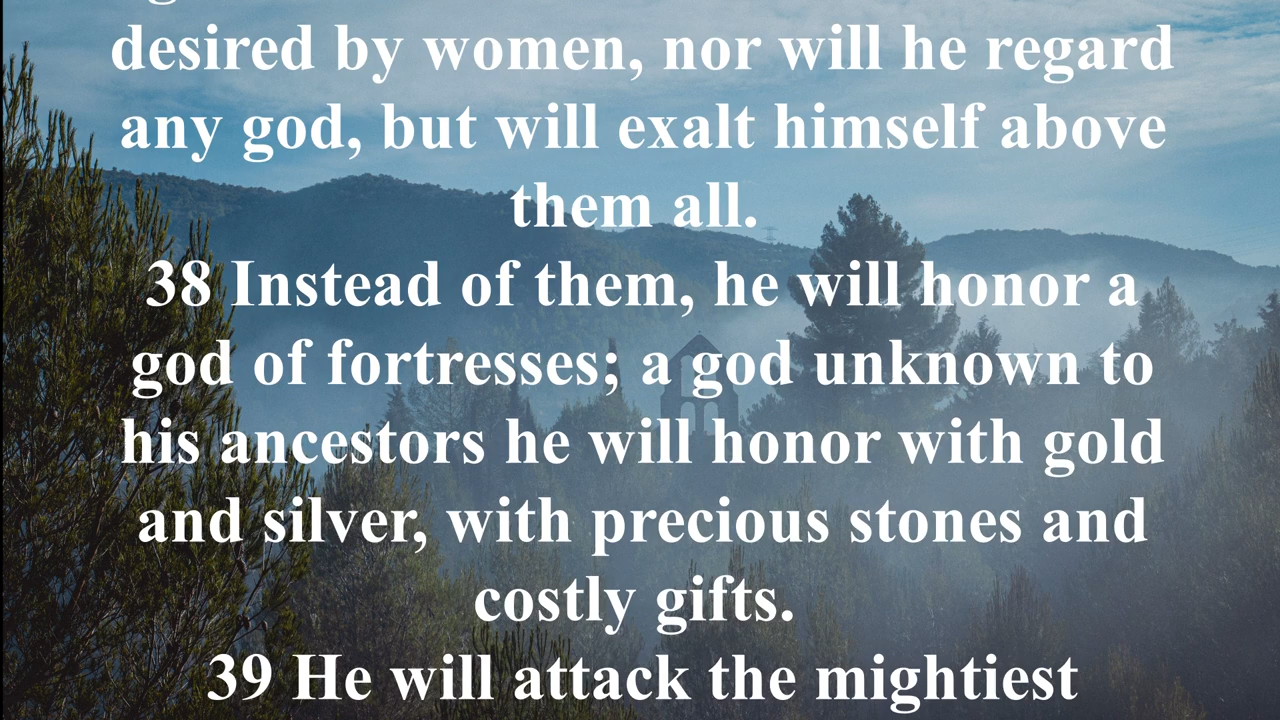 desired by women, nor will he regard
any god, but will exalt himself above
them all.
38 Instead of them, he will honor a
god of fortresses; a god unknown to
his ancestors he will honor with gold
and silver, with precious stones and
costly gifts.
39 He will attack the mightiest